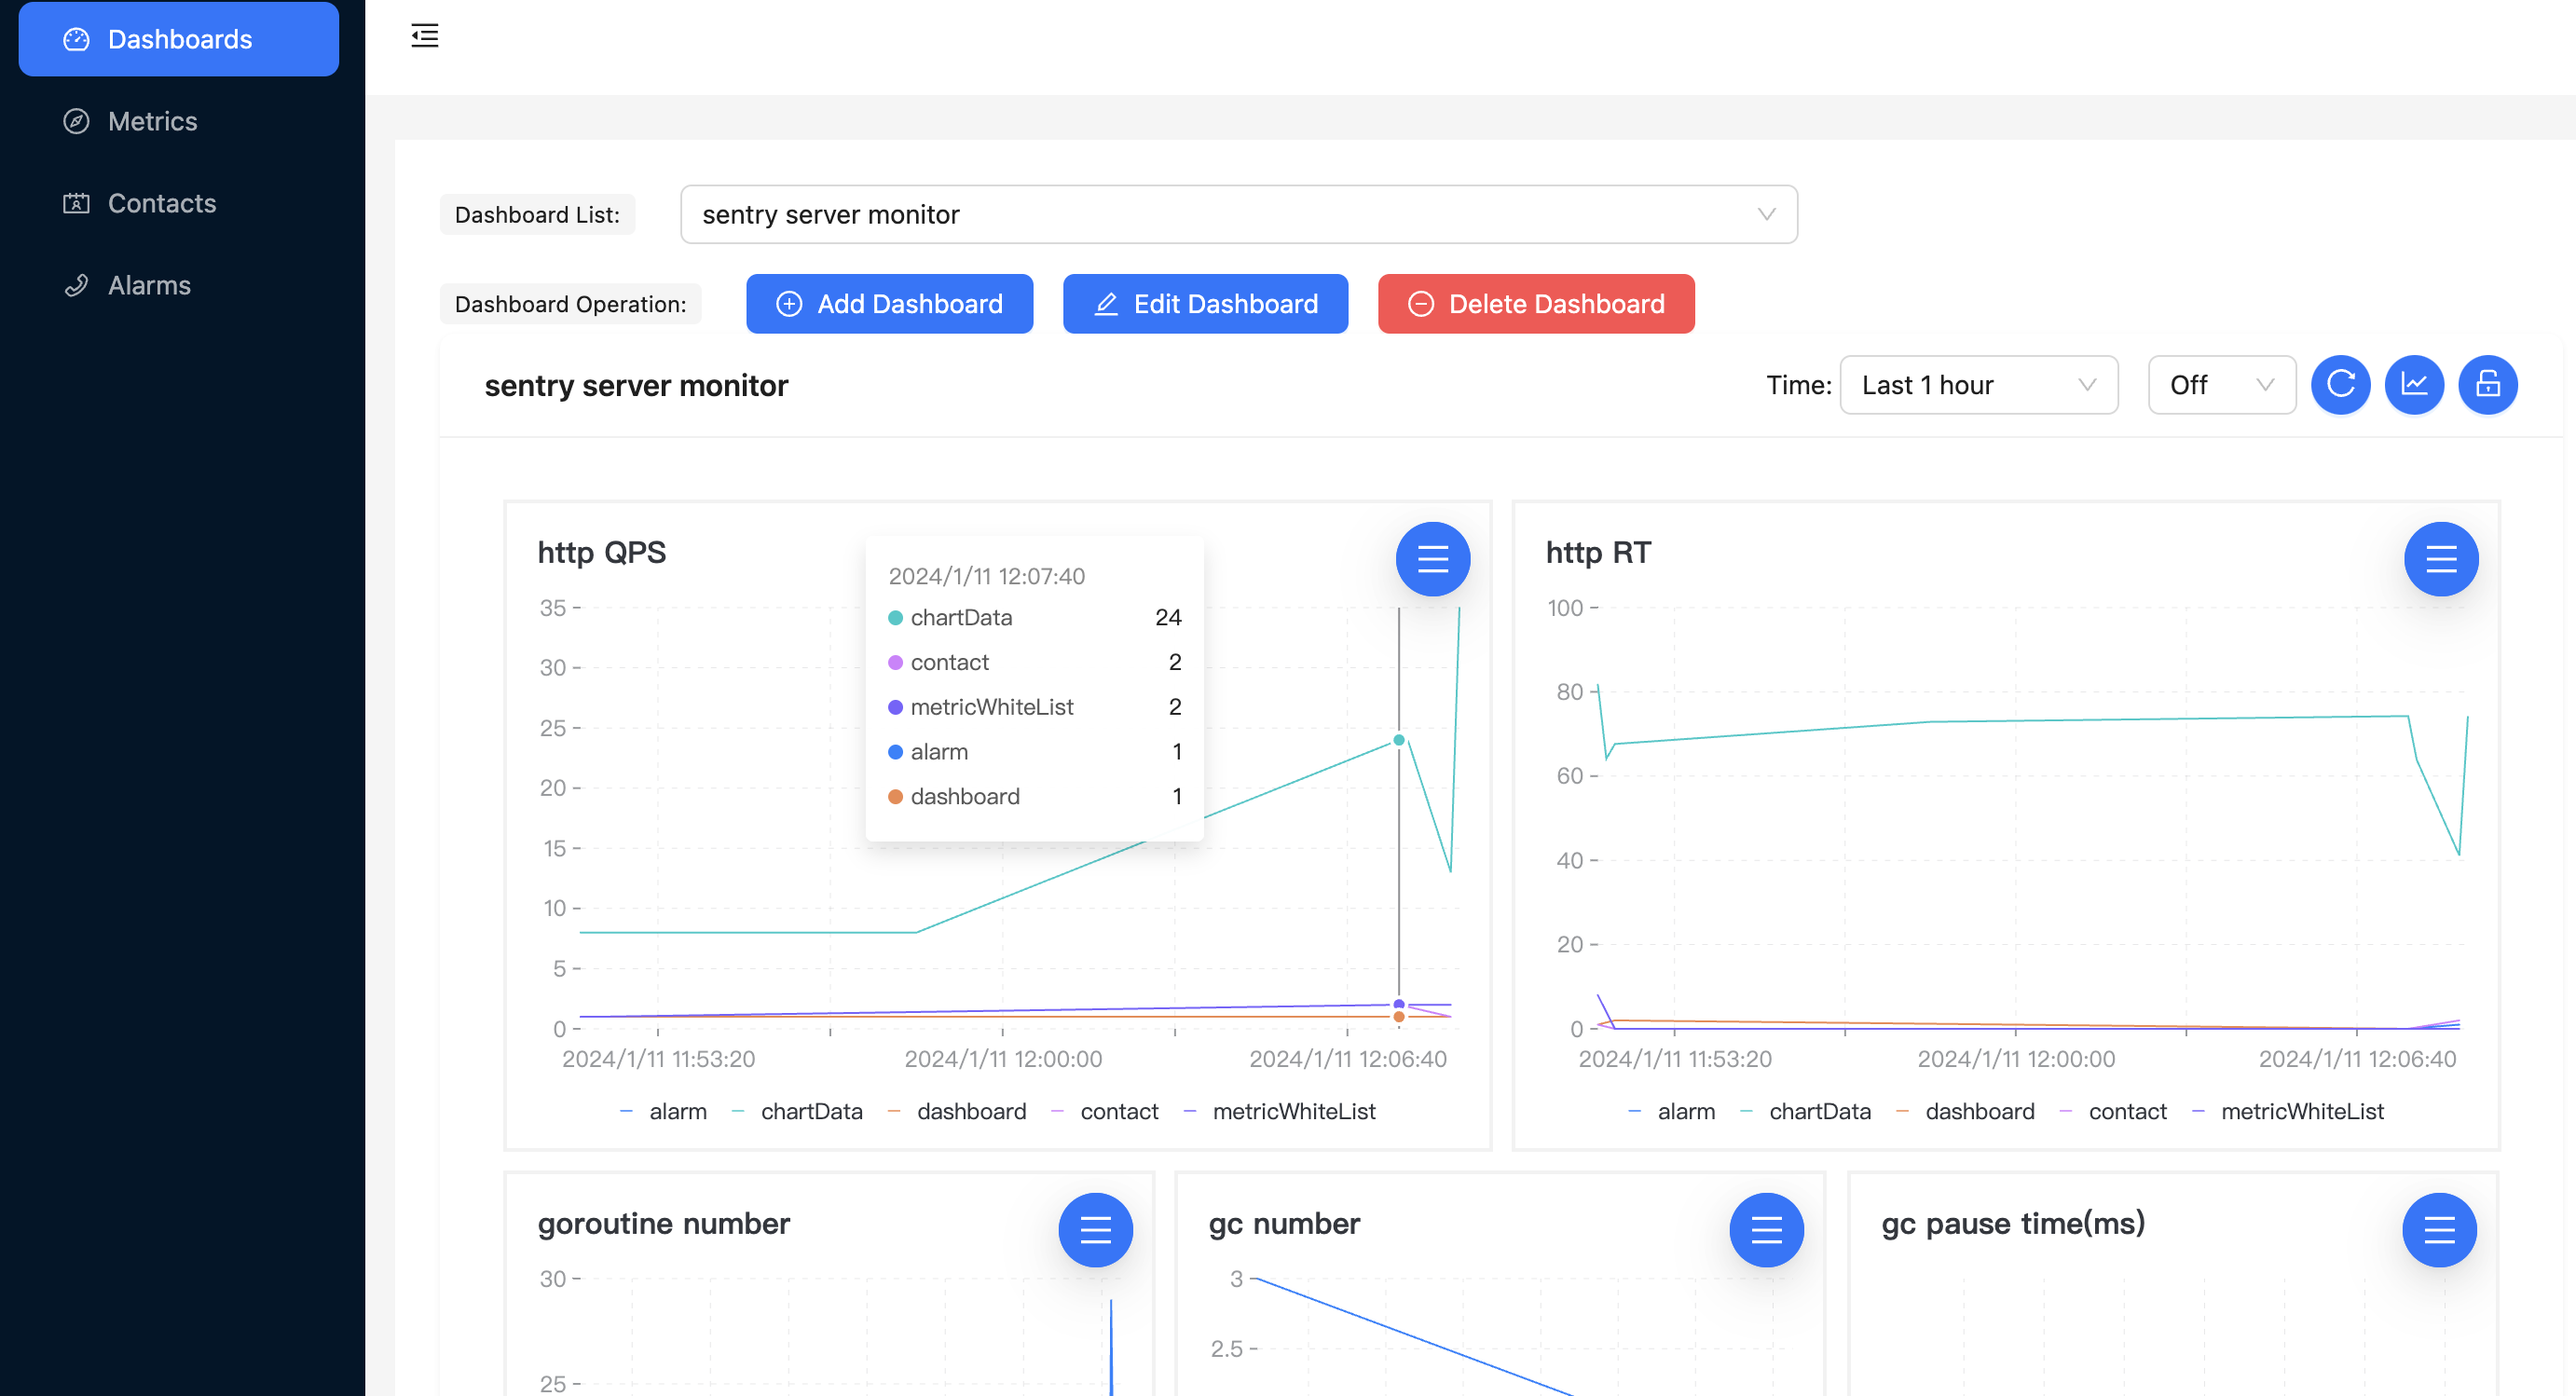 Dashboards
Metrics
Contacts
Alarms
Dashboard List:
sentry server monitor
Dashboard Operation:
Add Dashboard
Edit Dashboard
Delete Dashboard
sentry server monitor
Time:
Last 1 hour
Off
http QPS
2024/1/11 12:07:40
chartData 24
contact 2
metricWhiteList 2
alarm 1
dashboard 1
35
30
25
20
15
10
5
0
2024/1/11 11:53:20 2024/1/11 12:00:00 2024/1/11 12:06:40
alarm chartData dashboard contact metricWhiteList
http RT
100
80
60
40
20
0
2024/1/11 11:53:20 2024/1/11 12:00:00 2024/1/11 12:06:40
alarm chartData dashboard contact metricWhiteList
goroutine number
30
25
gc number
3
2.5
gc pause time(ms)